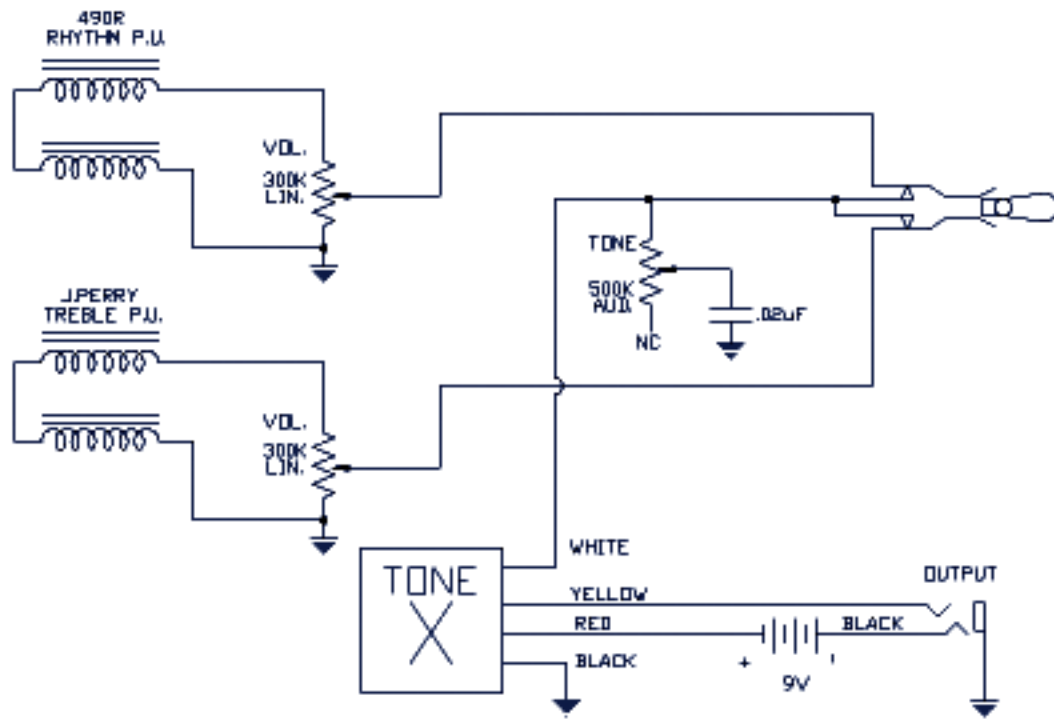 490R
RHYTHN P.U.
VOL.
300K
LIN.
TONE
500K
AUD.
NC
.02uF
J.PERRY
TREBLE P.U.
VOL.
300K
LIN.
TONE
X
WHITE
YELLOW
RED
BLACK
+
9V
BLACK
OUTPUT